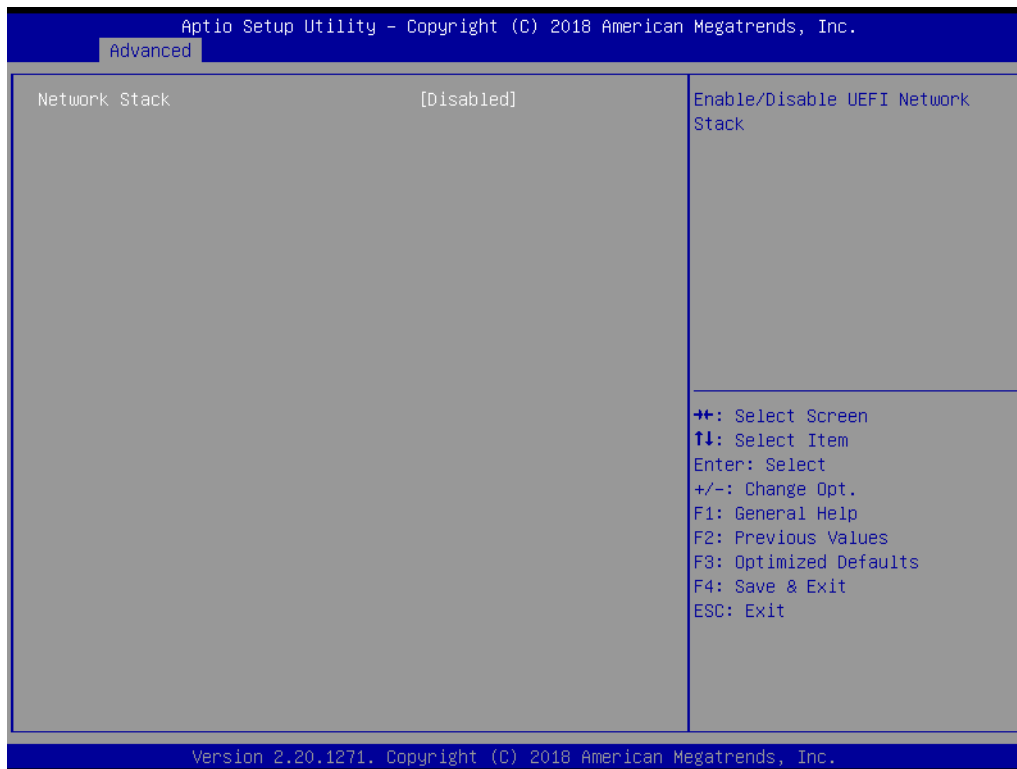 Aptio Setup Utility – Copyright (C) 2018 American Megatrends, Inc.
Advanced
Network Stack [Disabled]
Enable/Disable UEFI Network
Stack
→←: Select Screen
↑↓: Select Item
Enter: Select
+/-: Change Opt.
F1: General Help
F2: Previous Values
F3: Optimized Defaults
F4: Save & Exit
ESC: Exit
Version 2.20.1271. Copyright (C) 2018 American Megatrends, Inc.